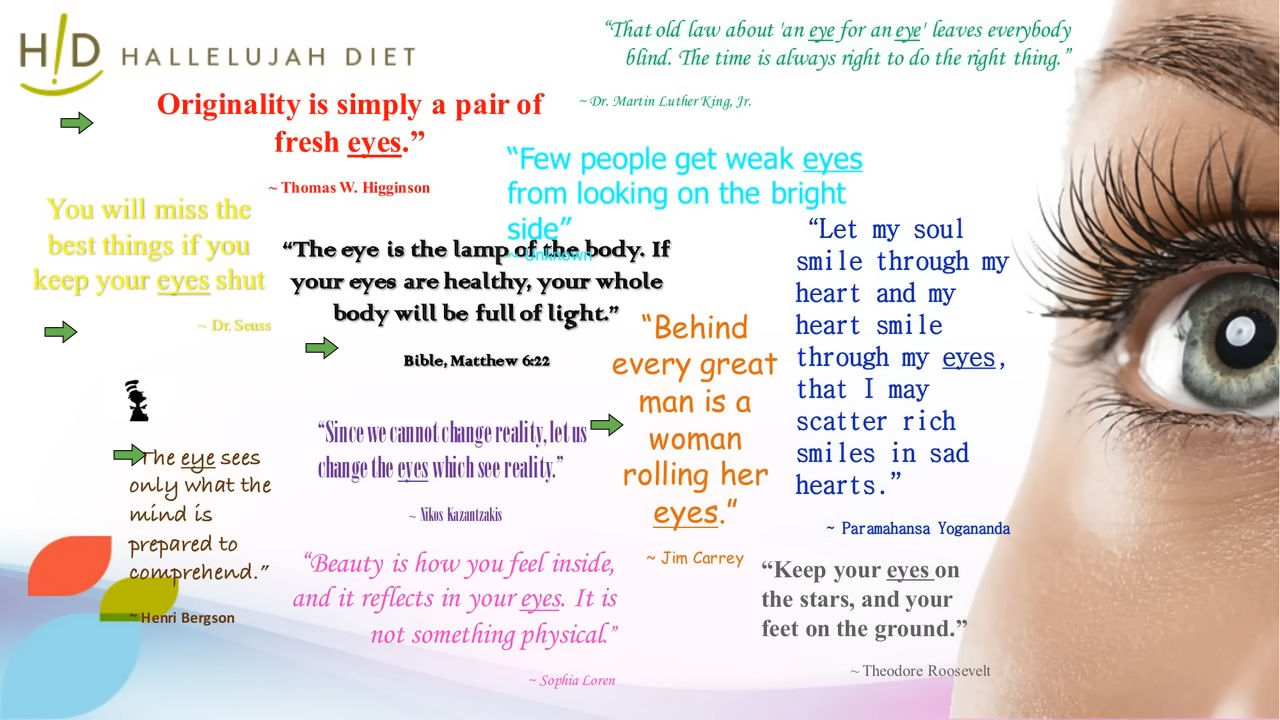 H!D HALLELUJAH DIET
“That old law about 'an eye for an eye' leaves everybody
blind. The time is always right to do the right thing.”
~ Dr. Martin Luther King, Jr.
Originality is simply a pair of
fresh eyes.”
~ Thomas W. Higginson
“Few people get weak eyes
from looking on the bright
side”
~ Unknown
You will miss the
best things if you
keep your eyes shut
~ Dr. Seuss
“The eye is the lamp of the body. If
your eyes are healthy, your whole
body will be full of light.”
Bible, Matthew 6:22
“Let my soul
smile through my
heart and my
heart smile
through my eyes,
that I may
scatter rich
smiles in sad
hearts.”
~ Paramahansa Yogananda
“Behind
every great
man is a
woman
rolling her
eyes.”
~ Jim Carrey
“Since we cannot change reality, let us
change the eyes which see reality.”
~ Nikos Kazantzakis
The eye sees
only what the
mind is
prepared to
comprehend.”
~ Henri Bergson
“Beauty is how you feel inside,
and it reflects in your eyes. It is
not something physical.”
~ Sophia Loren
“Keep your eyes on
the stars, and your
feet on the ground.”
~ Theodore Roosevelt